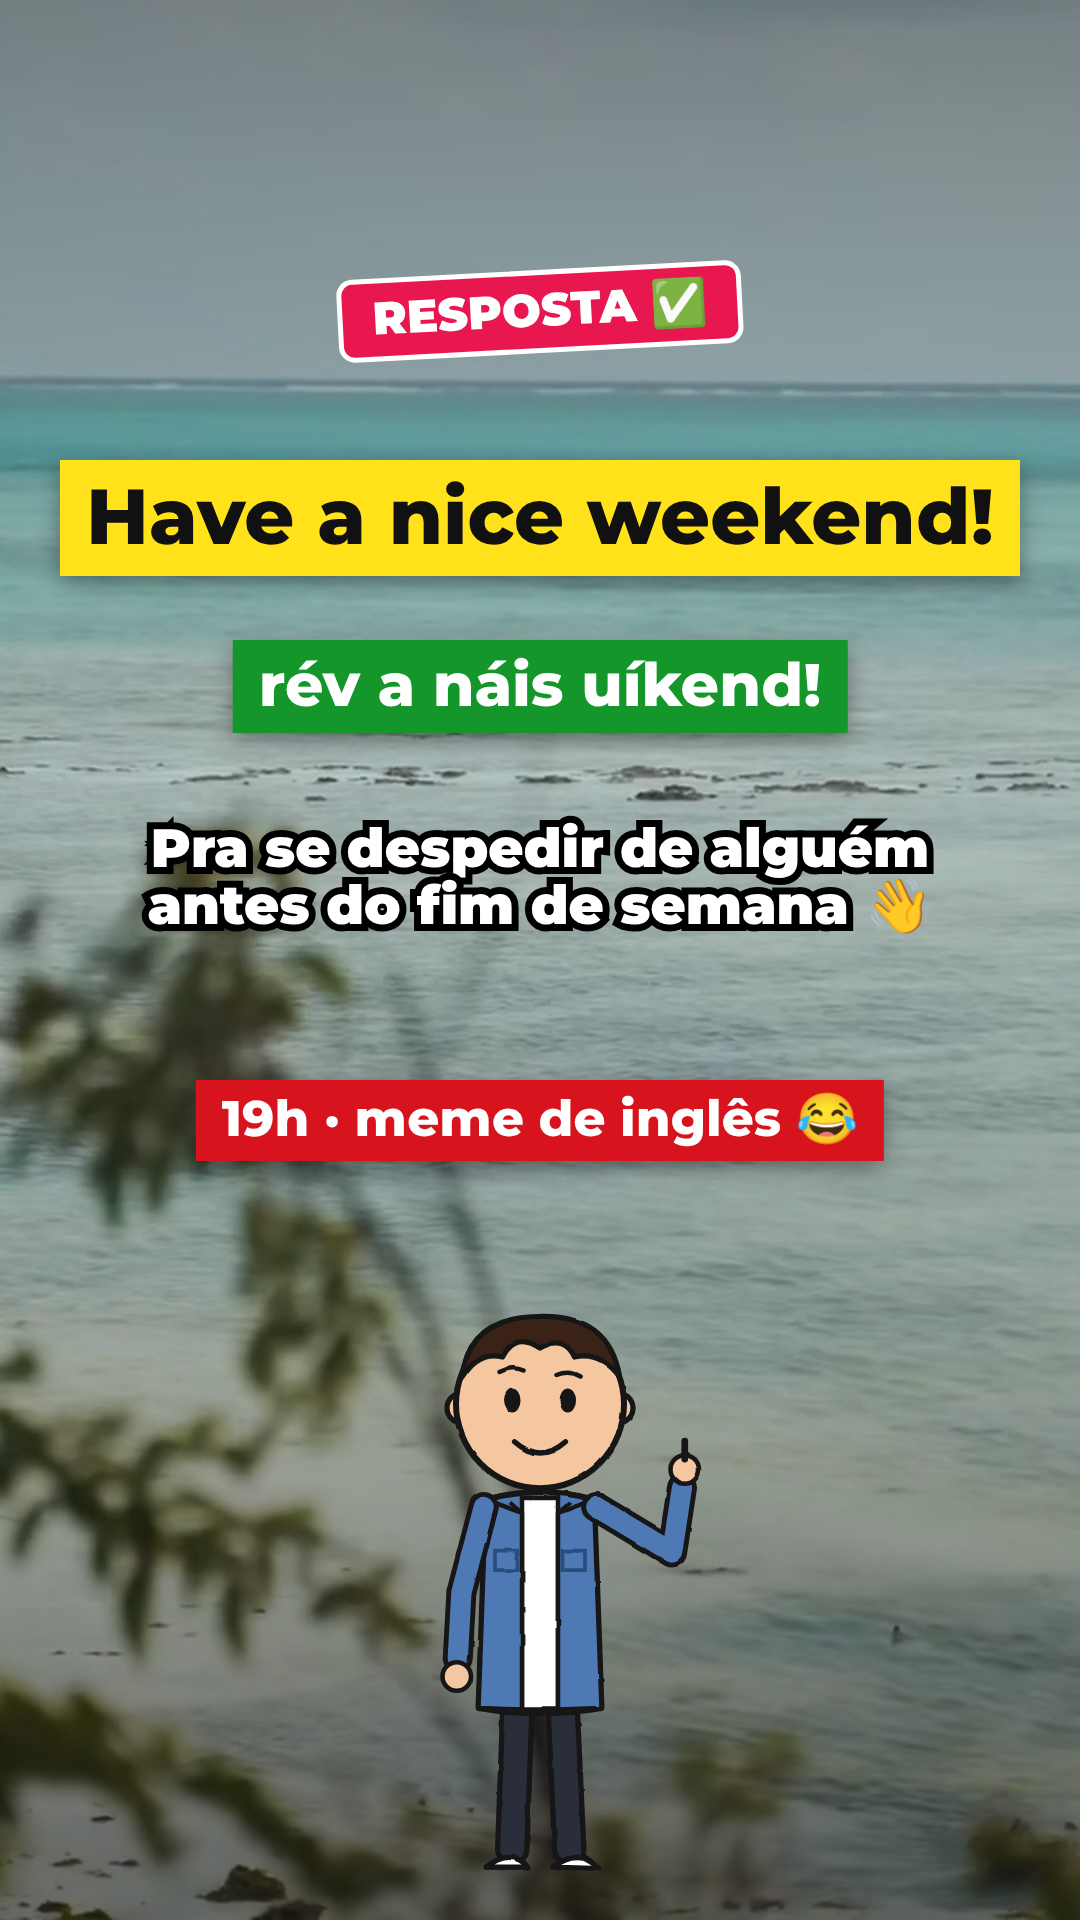 RESPOSTA ✅
Have a nice weekend!
rév a náis uíkend!
Pra se despedir de alguém
antes do fim de semana 👋
19h · meme de inglês 😂